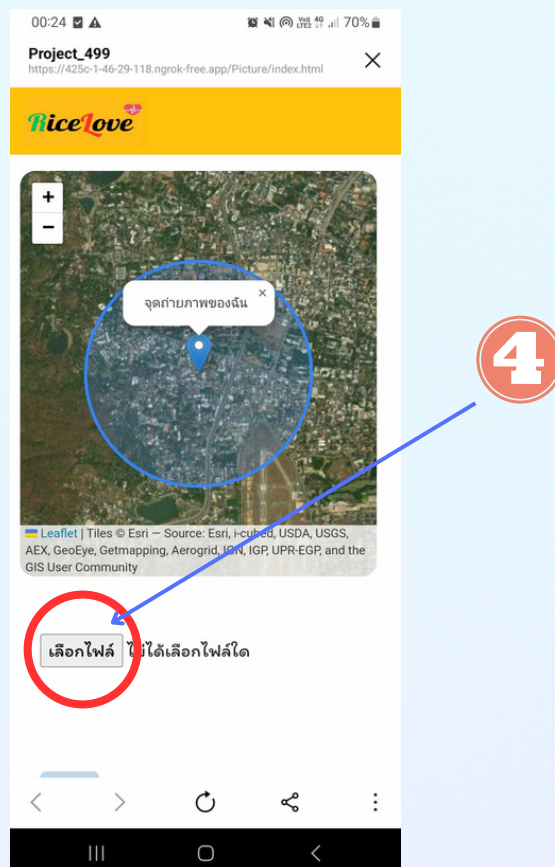 00:24 Vo)) LTE2 4G 70%
Project_499
https://425c-1-46-29-118.ngrok-free.app/Picture/index.html
RiceLove
+
−
จุดถ่ายภาพของฉัน ×
4
Leaflet | Tiles © Esri — Source: Esri, i-cubed, USDA, USGS,
AEX, GeoEye, Getmapping, Aerogrid, IGN, IGP, UPR-EGP, and the
GIS User Community
เลือกไฟล์ ไม่ได้เลือกไฟล์ใด